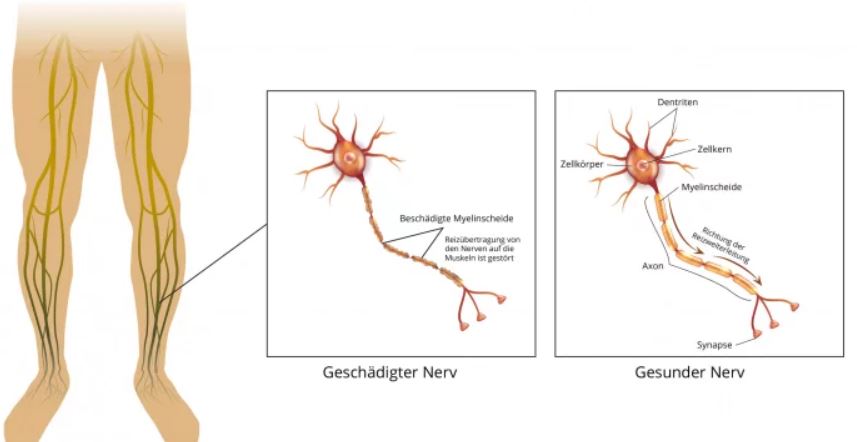 Beschädigte Myelinscheide
Reizübertragung von
den Nerven auf die
Muskeln ist gestört
Geschädigter Nerv
Dentriten
Zellkern
Zellkörper
Myelinscheide
Richtung der
Reizweiterleitung
Axon
Synapse
Gesunder Nerv